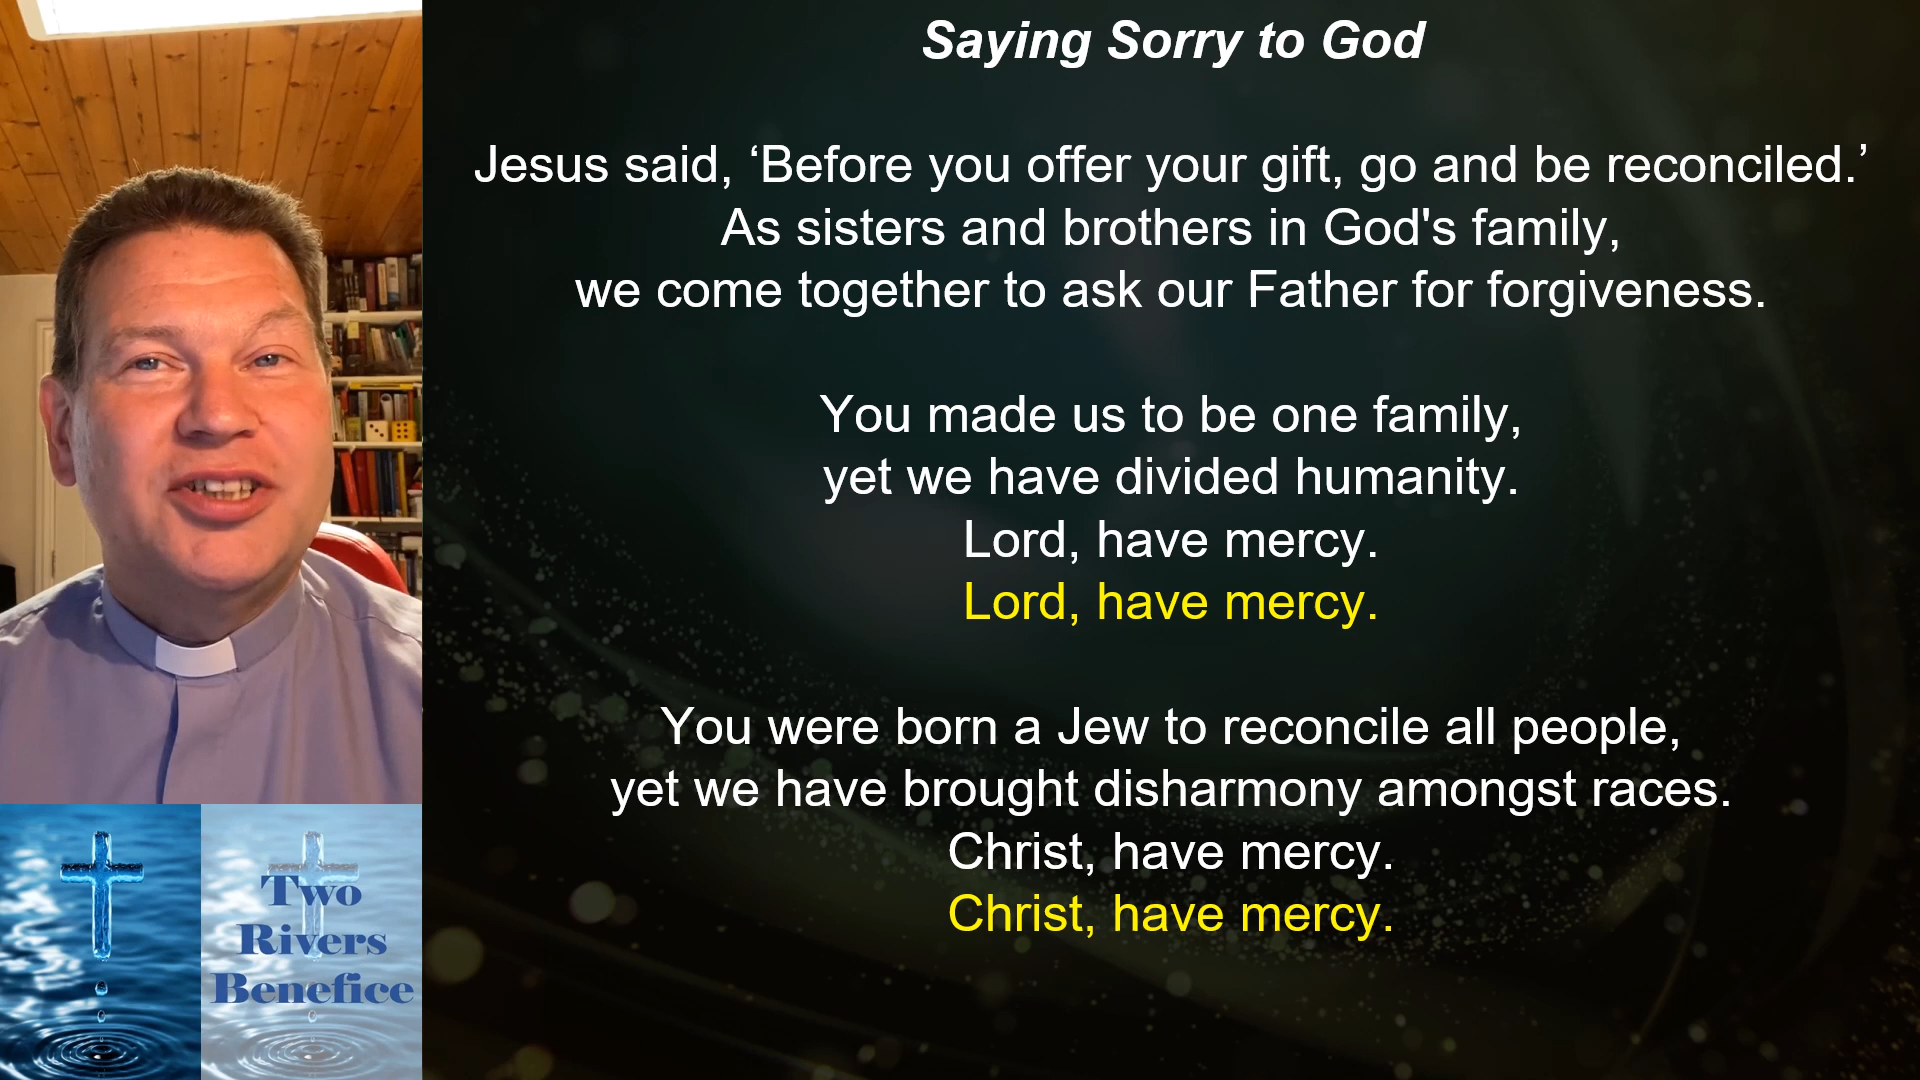 Saying Sorry to God
Jesus said, ‘Before you offer your gift, go and be reconciled.’
As sisters and brothers in God's family,
we come together to ask our Father for forgiveness.
You made us to be one family,
yet we have divided humanity.
Lord, have mercy.
Lord, have mercy.
You were born a Jew to reconcile all people,
yet we have brought disharmony amongst races.
Christ, have mercy.
Christ, have mercy.
Two
Rivers
Benefice